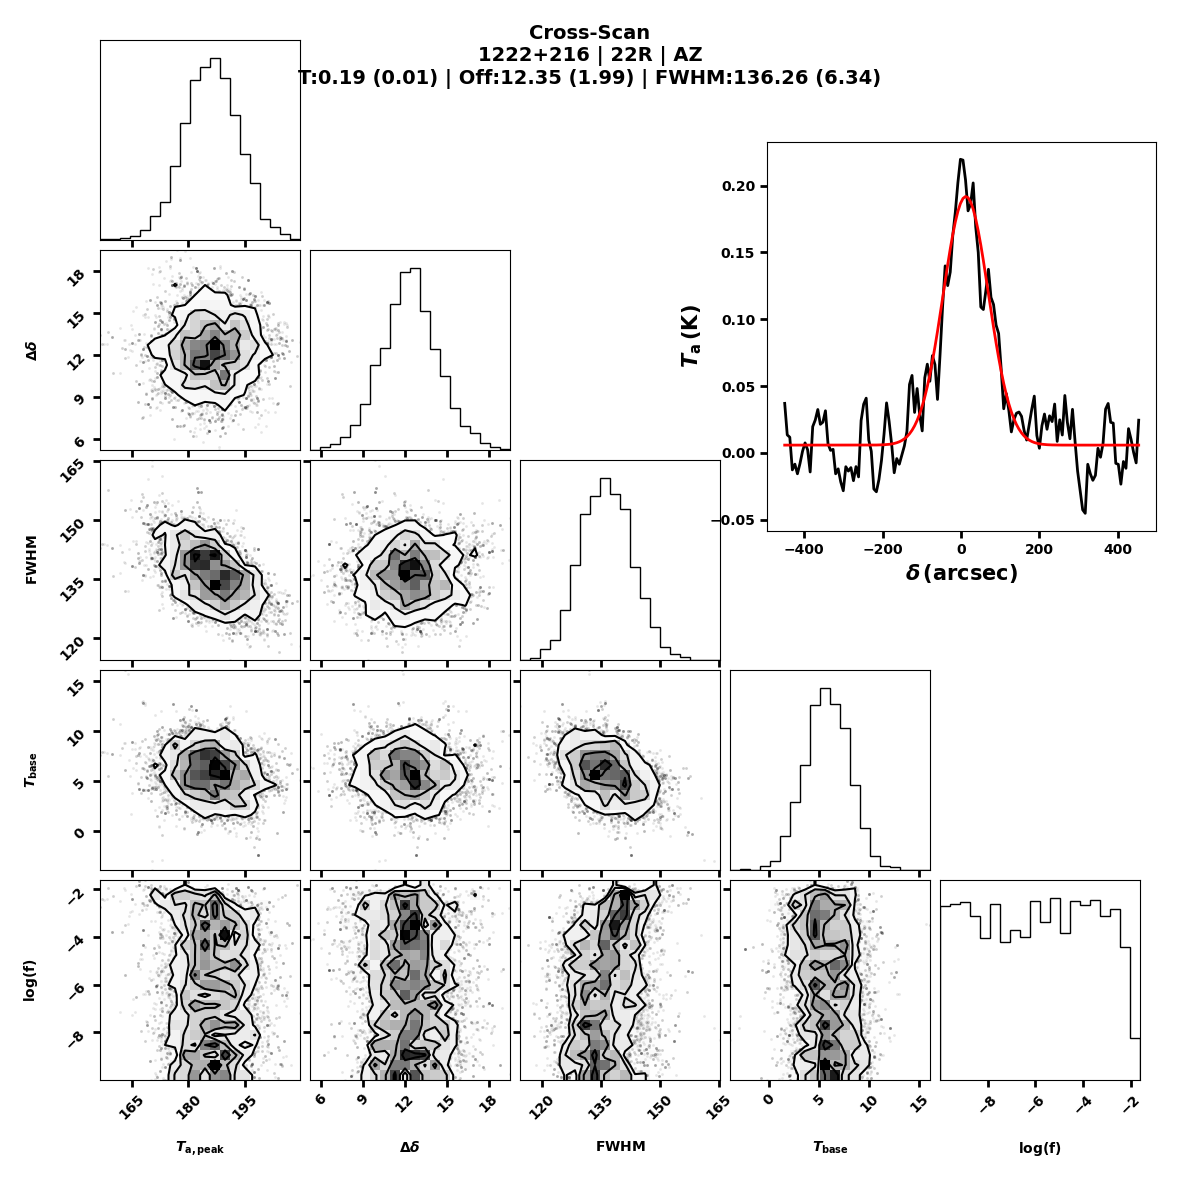 Cross-Scan
1222+216 | 22R | AZ
T:0.19 (0.01) | Off:12.35 (1.99) | FWHM:136.26 (6.34)
0.20
0.15
0.10
0.05
0.00
−0.05
Ta (K)
−400 −200 0 200 400
δ (arcsec)
18
15
12
9
6
Δδ
165
150
135
120
FWHM
15
10
5
0
Tbase
−2
−4
−6
−8
log(f)
165 180 195
6 9 12 15 18
120 135 150 165
0 5 10 15
−8 −6 −4 −2
Ta,peak Δδ FWHM Tbase log(f)